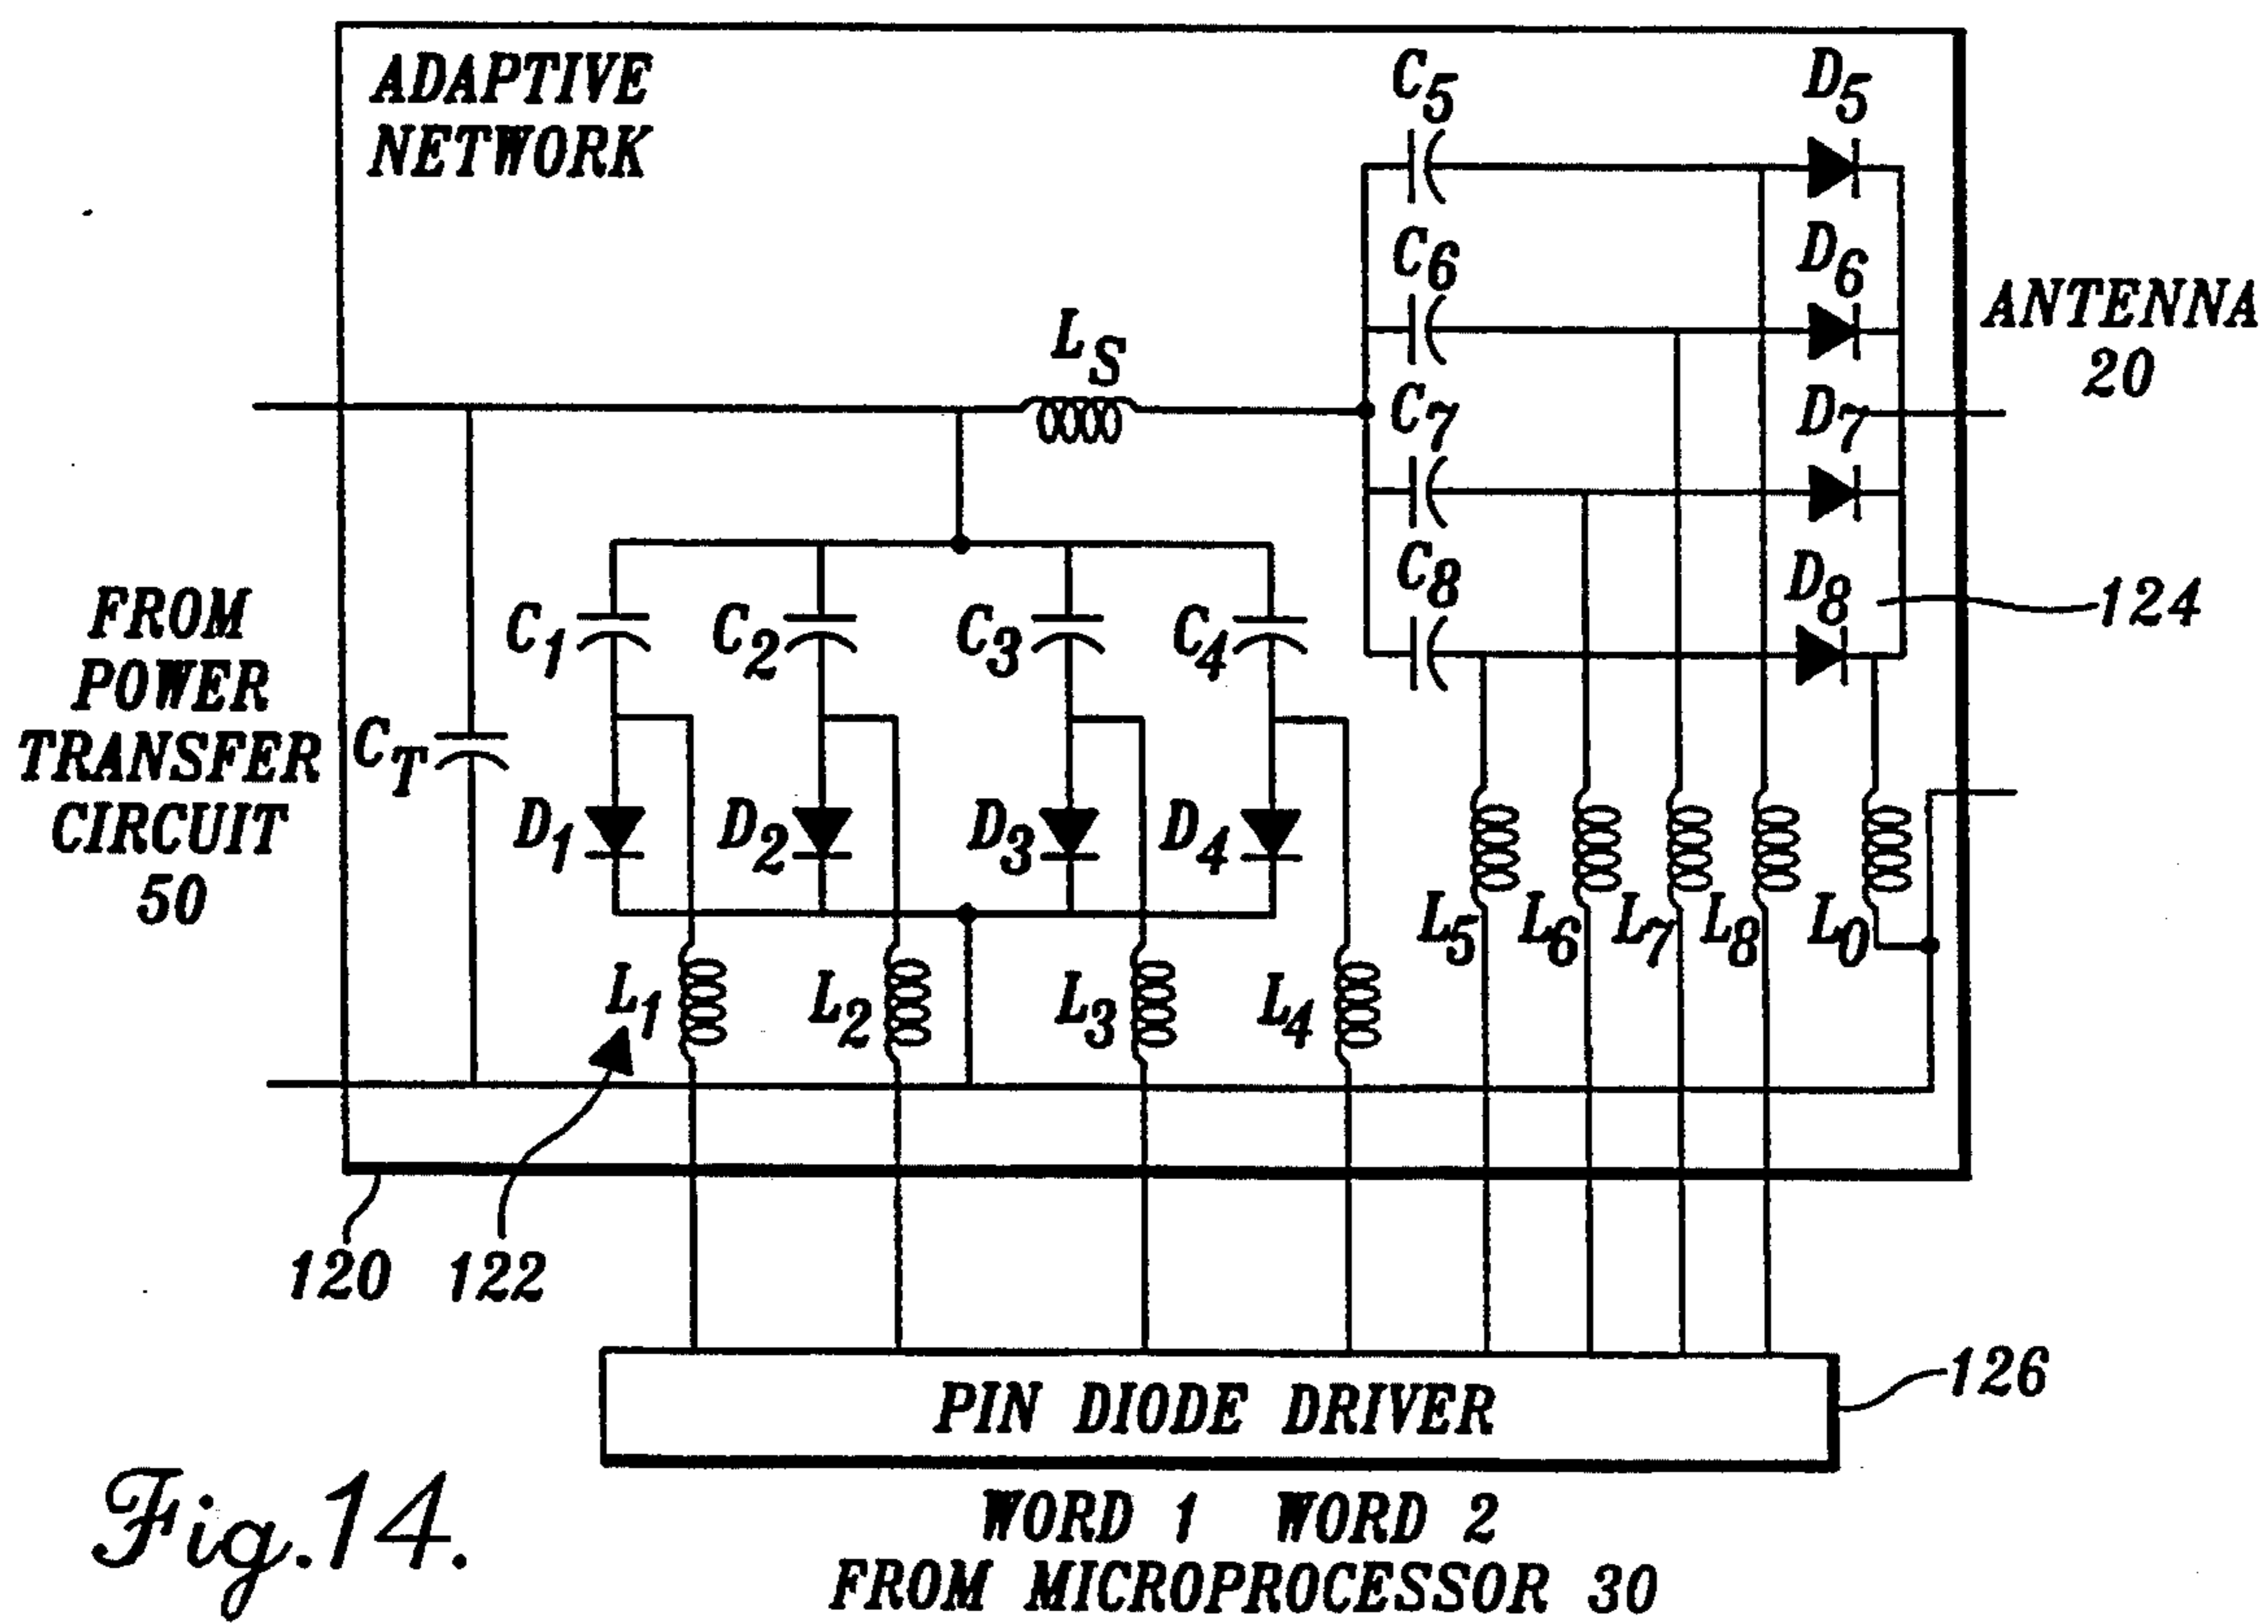 ADAPTIVE
NETWORK
C5
D5
C6
D6
ANTENNA
20
LS
C7
D7
C8
D8
124
FROM
POWER
TRANSFER
CIRCUIT
50
CT
C1
C2
C3
C4
D1
D2
D3
D4
L5
L6
L7
L8
L0
L1
L2
L3
L4
120
122
126
PIN DIODE DRIVER
WORD 1 WORD 2
FROM MICROPROCESSOR 30
Fig.14.